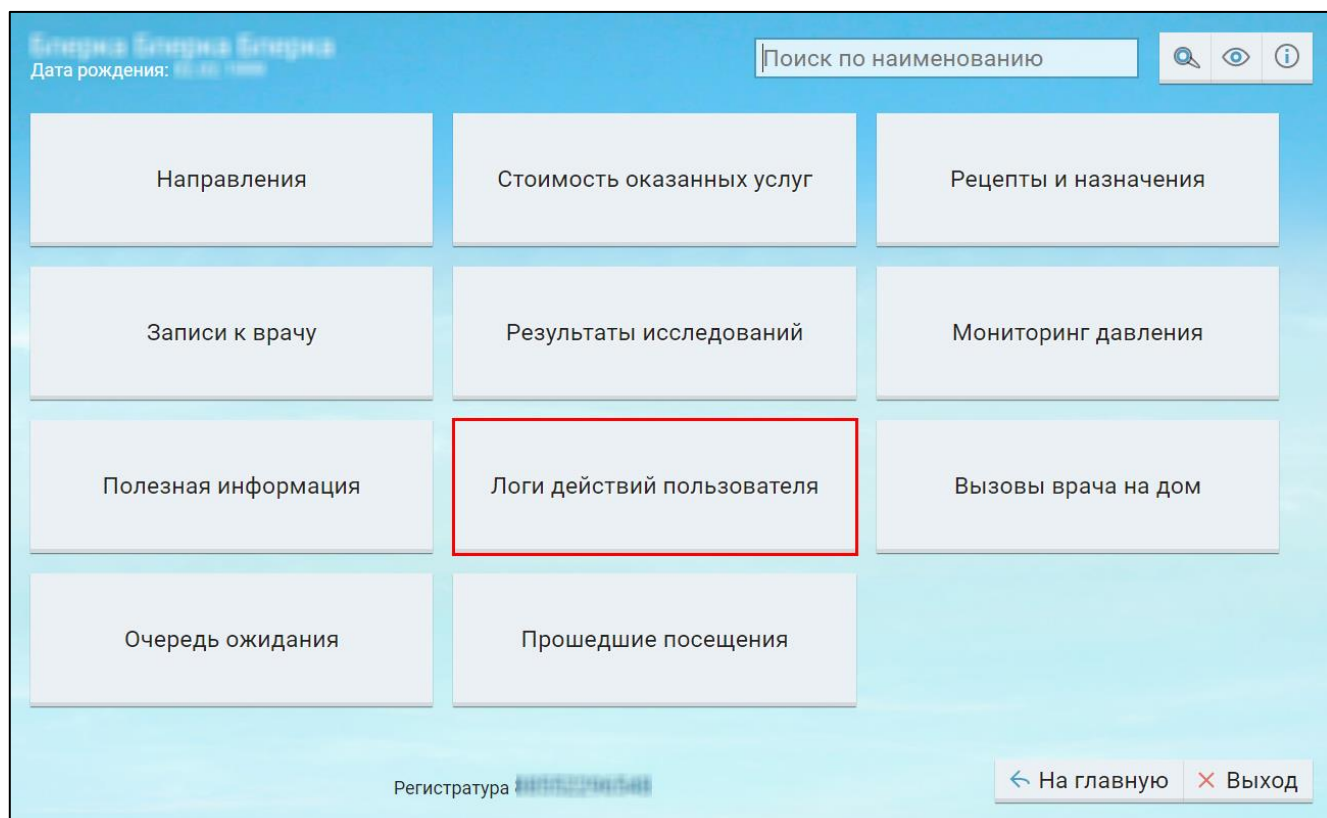 Дата рождения:
Поиск по наименованию
Направления
Стоимость оказанных услуг
Рецепты и назначения
Записи к врачу
Результаты исследований
Мониторинг давления
Полезная информация
Логи действий пользователя
Вызовы врача на дом
Очередь ожидания
Прошедшие посещения
Регистратура
На главную
Выход